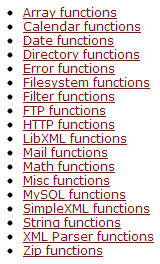 Array functions
Calendar functions
Date functions
Directory functions
Error functions
Filesystem functions
Filter functions
FTP functions
HTTP functions
LibXML functions
Mail functions
Math functions
Misc functions
MySQL functions
SimpleXML functions
String functions
XML Parser functions
Zip functions